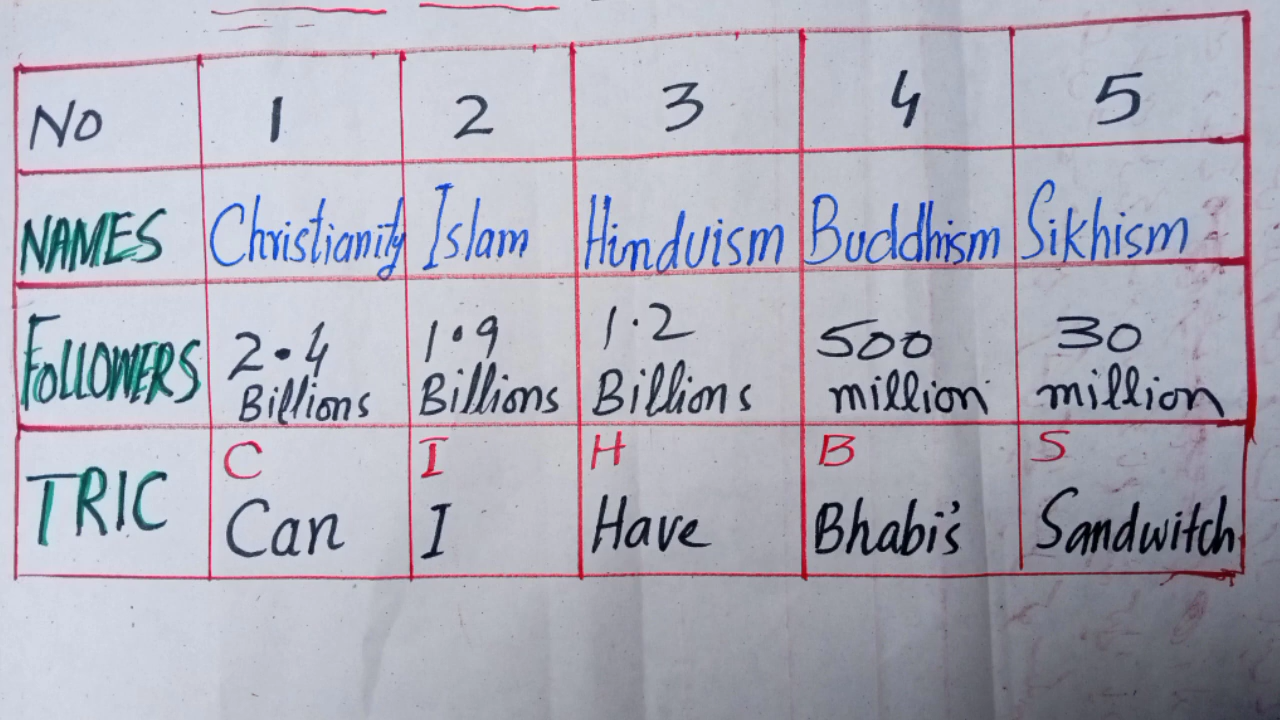 No 1 2 3 4 5
NAMES Christianity Islam Hinduism Buddhism Sikhism
FOLLOWERS 2.4 Billions 1.9 Billions 1.2 Billions 500 million 30 million
TRIC C Can I I H Have B Bhabi's S Sandwitch